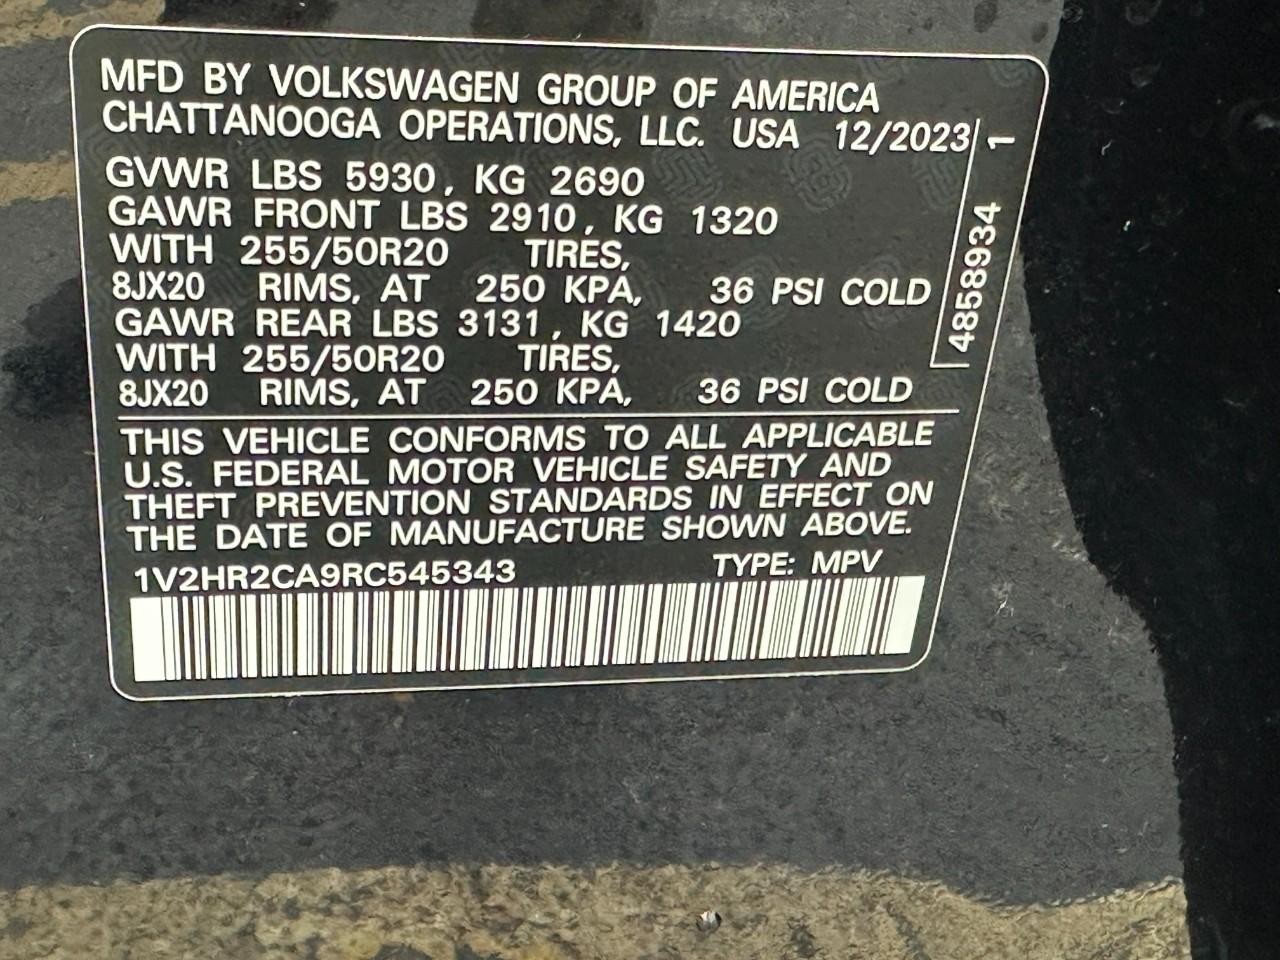 MFD BY VOLKSWAGEN GROUP OF AMERICA
CHATTANOOGA OPERATIONS, LLC. USA 12/2023
GVWR LBS 5930, KG 2690
GAWR FRONT LBS 2910, KG 1320
WITH 255/50R20 TIRES,
8JX20 RIMS, AT 250 KPA, 36 PSI COLD
GAWR REAR LBS 3131, KG 1420
WITH 255/50R20 TIRES,
8JX20 RIMS, AT 250 KPA, 36 PSI COLD
4858934 1
THIS VEHICLE CONFORMS TO ALL APPLICABLE
U.S. FEDERAL MOTOR VEHICLE SAFETY AND
THEFT PREVENTION STANDARDS IN EFFECT ON
THE DATE OF MANUFACTURE SHOWN ABOVE.
1V2HR2CA9RC545343 TYPE: MPV